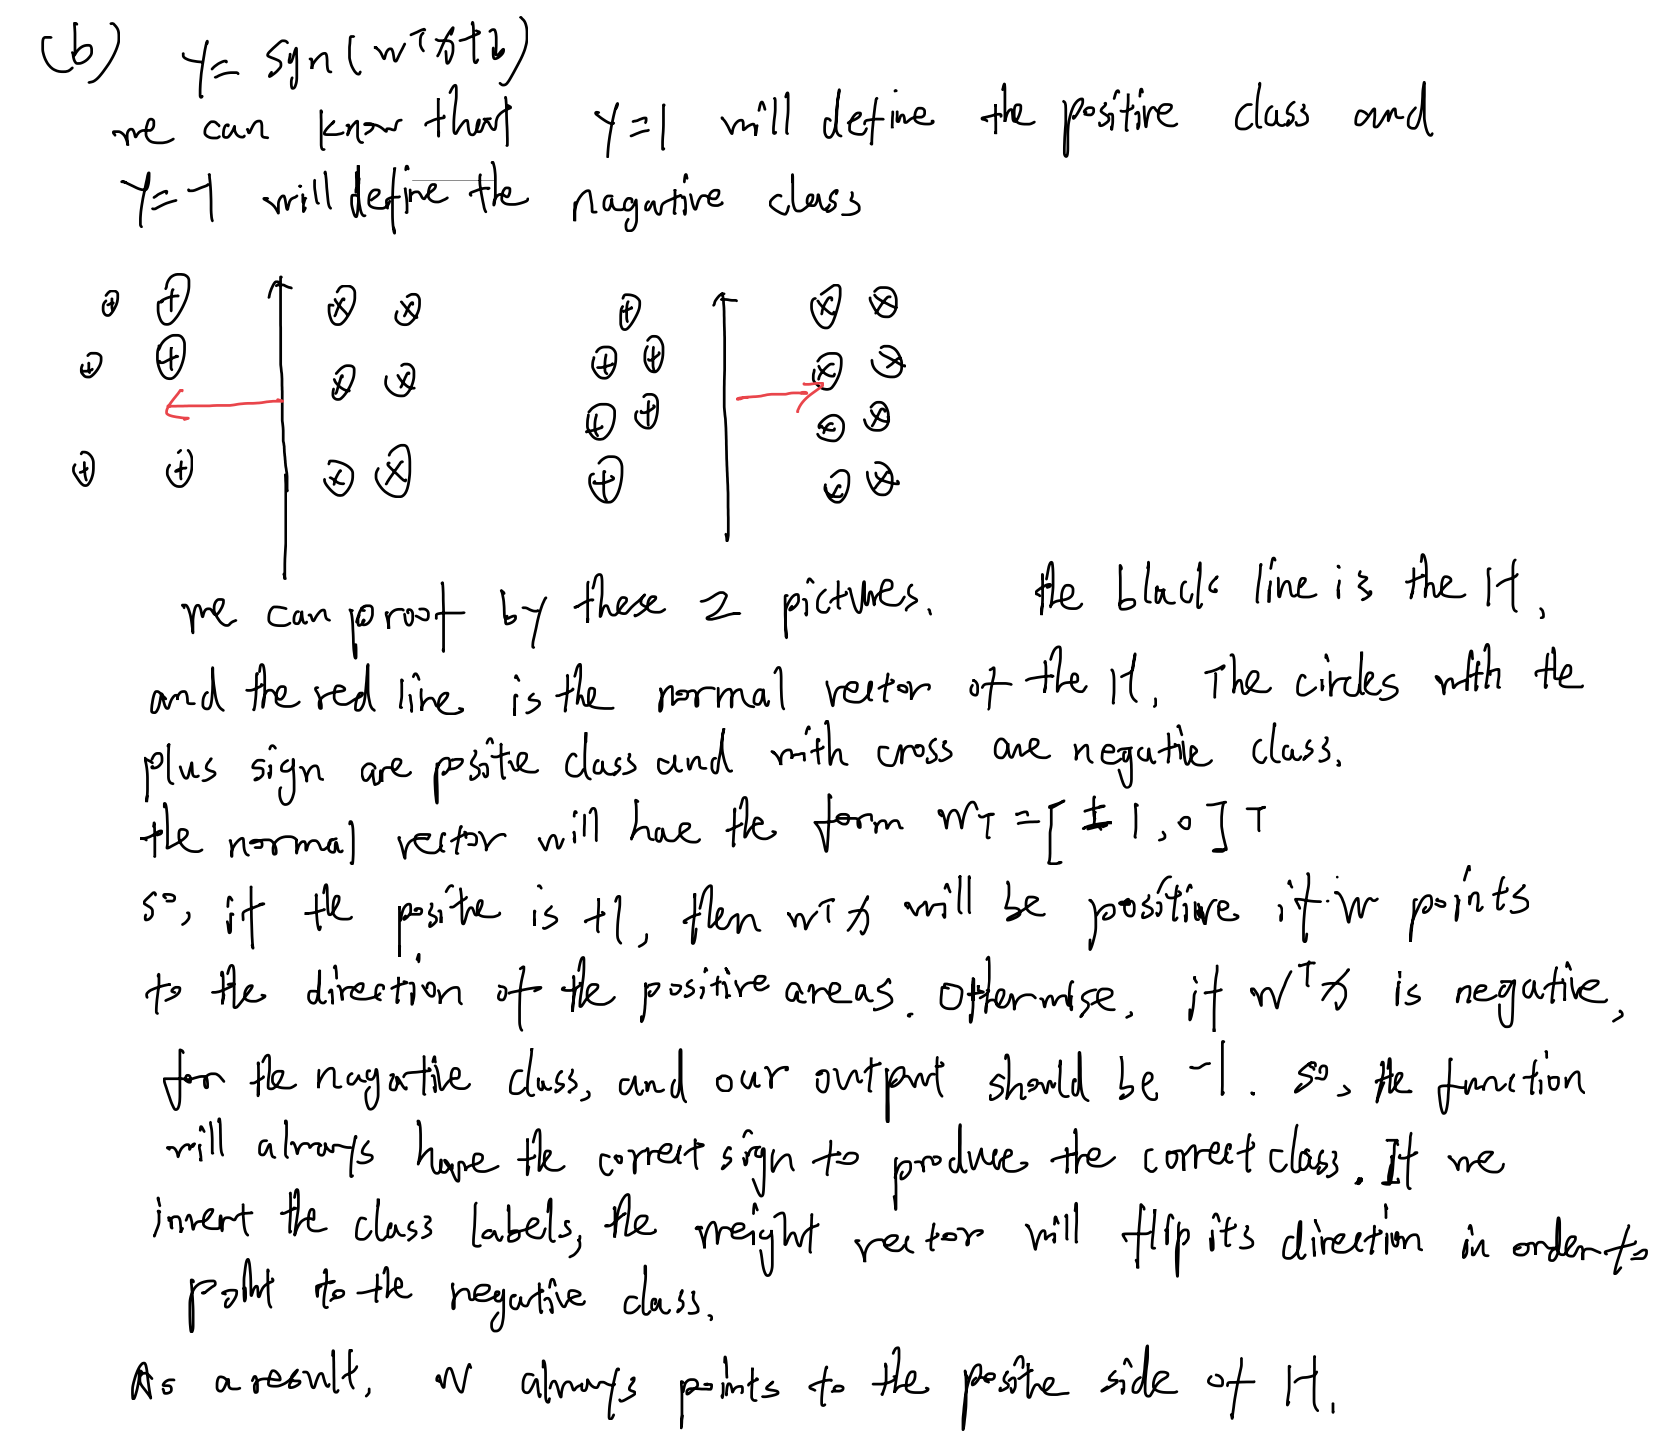 (b) y = sgn(wᵀx+b)
we can know that y=1 will define the positive class and
y=-1 will define the nagative class
we can proof by these 2 pictures. the black line is the H,
and the red line is the normal vector of the H. The circles with the
plus sign are positive class and with cross are negative class.
the normal vector will have the form wT = [±1, 0]T
so, if the positive is +1, then wᵀx will be positive if w points
to the direction of the positive areas. Otherwise, if wᵀx is negative,
for the nagative class, and our output should be -1. so, the function
will always have the correct sign to produce the correct class. If we
invert the class labels, the weight vector will flip its direction in order to
point to the negative class.
As a result, w always points to the positive side of H.